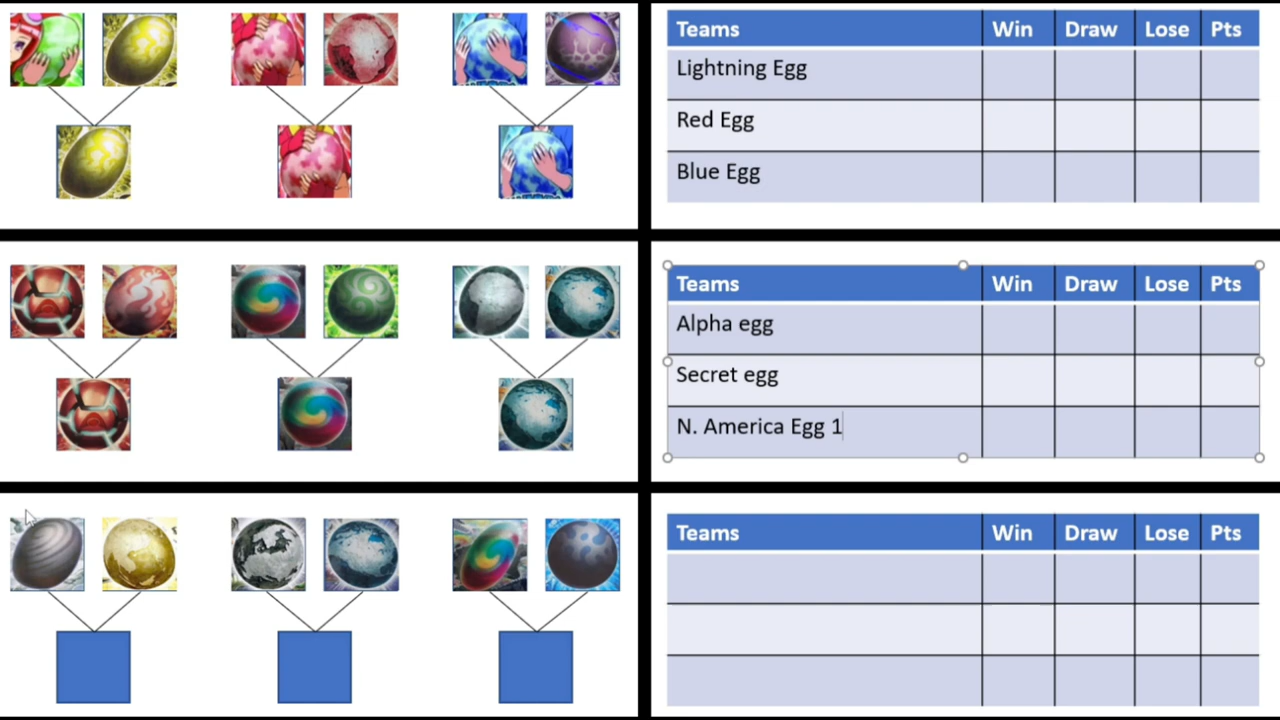 Teams Win Draw Lose Pts
Lightning Egg
Red Egg
Blue Egg
Teams Win Draw Lose Pts
Alpha egg
Secret egg
N. America Egg 1
Teams Win Draw Lose Pts